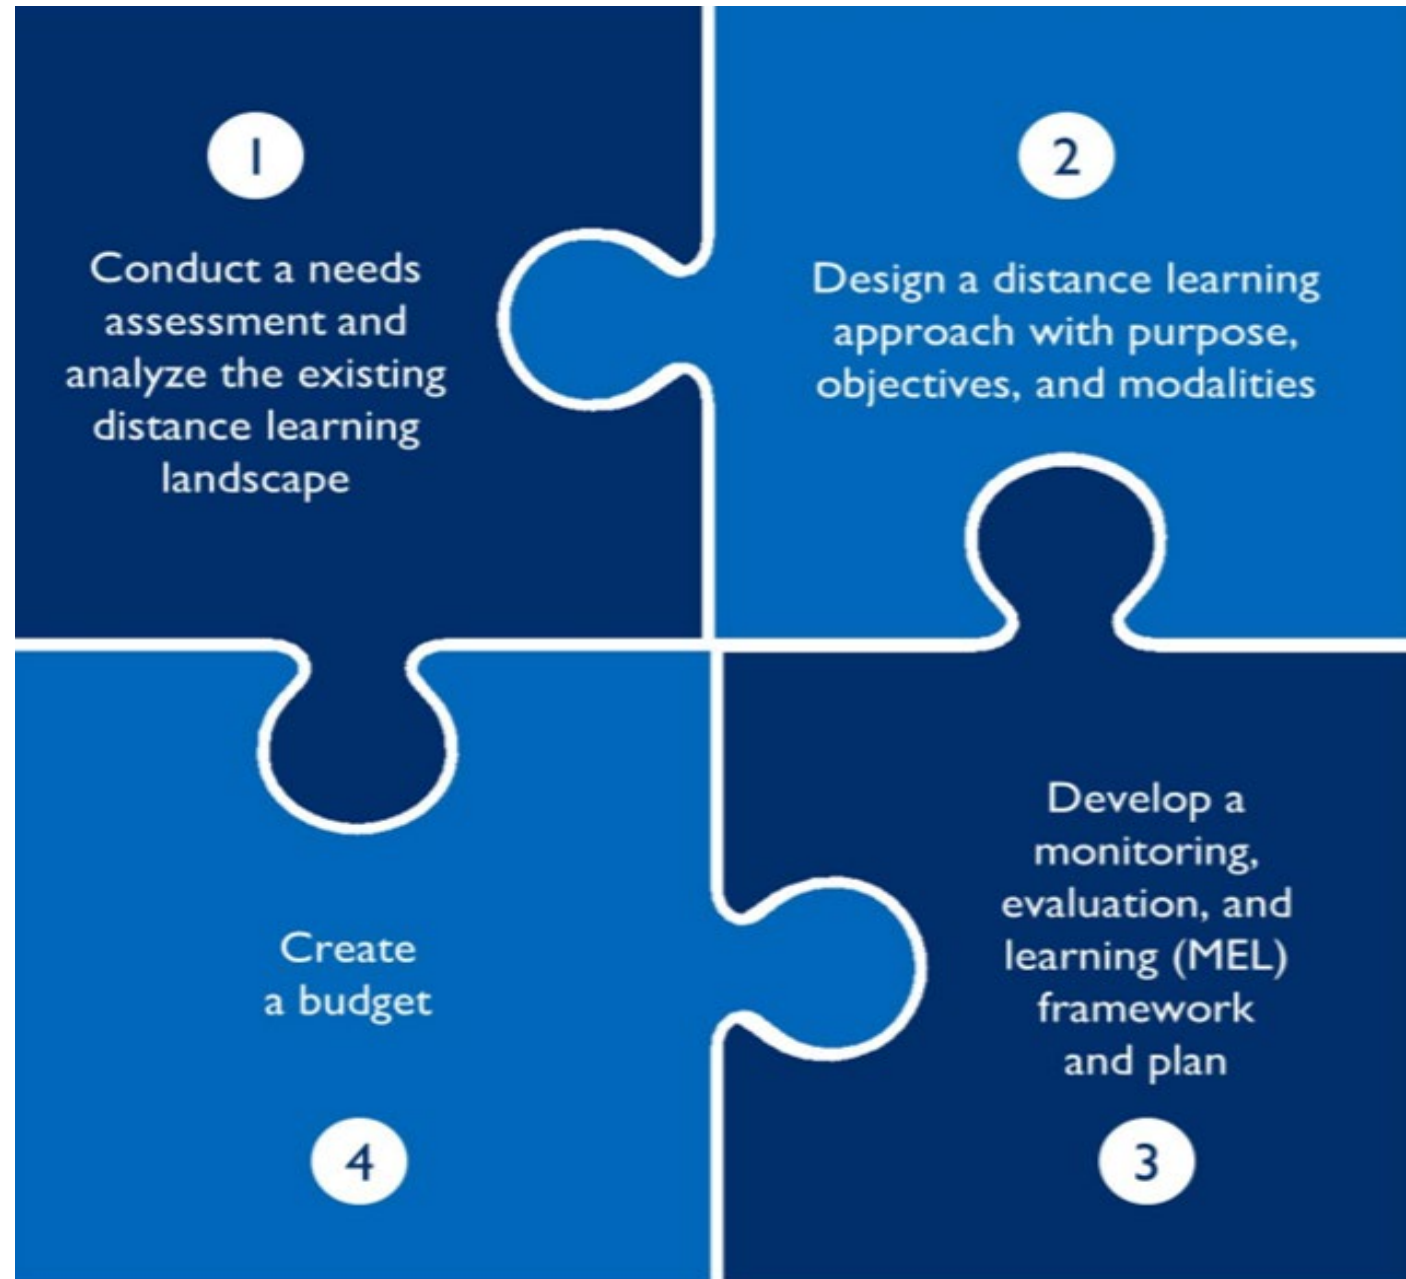 1
Conduct a needs
assessment and
analyze the existing
distance learning
landscape
2
Design a distance learning
approach with purpose,
objectives, and modalities
Develop a
monitoring,
evaluation, and
learning (MEL)
framework
and plan
3
Create
a budget
4